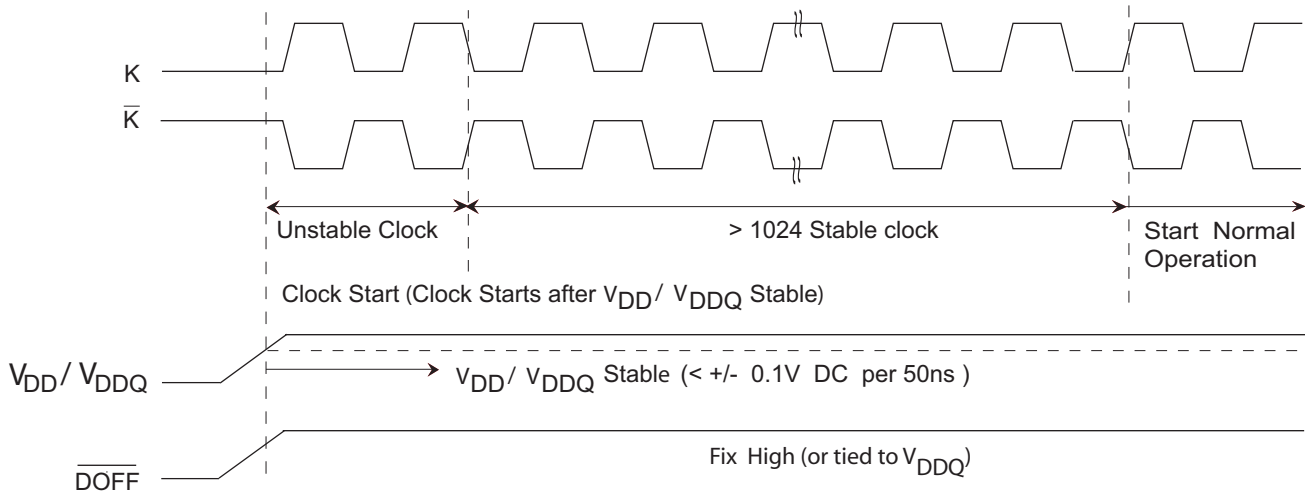 K
K̅
Unstable Clock
> 1024 Stable clock
Start Normal
Operation
Clock Start (Clock Starts after VDD/ VDDQ Stable)
VDD/ VDDQ
VDD/ VDDQ Stable (< +/- 0.1V DC per 50ns )
Fix High (or tied to VDDQ)
D̅O̅F̅F̅